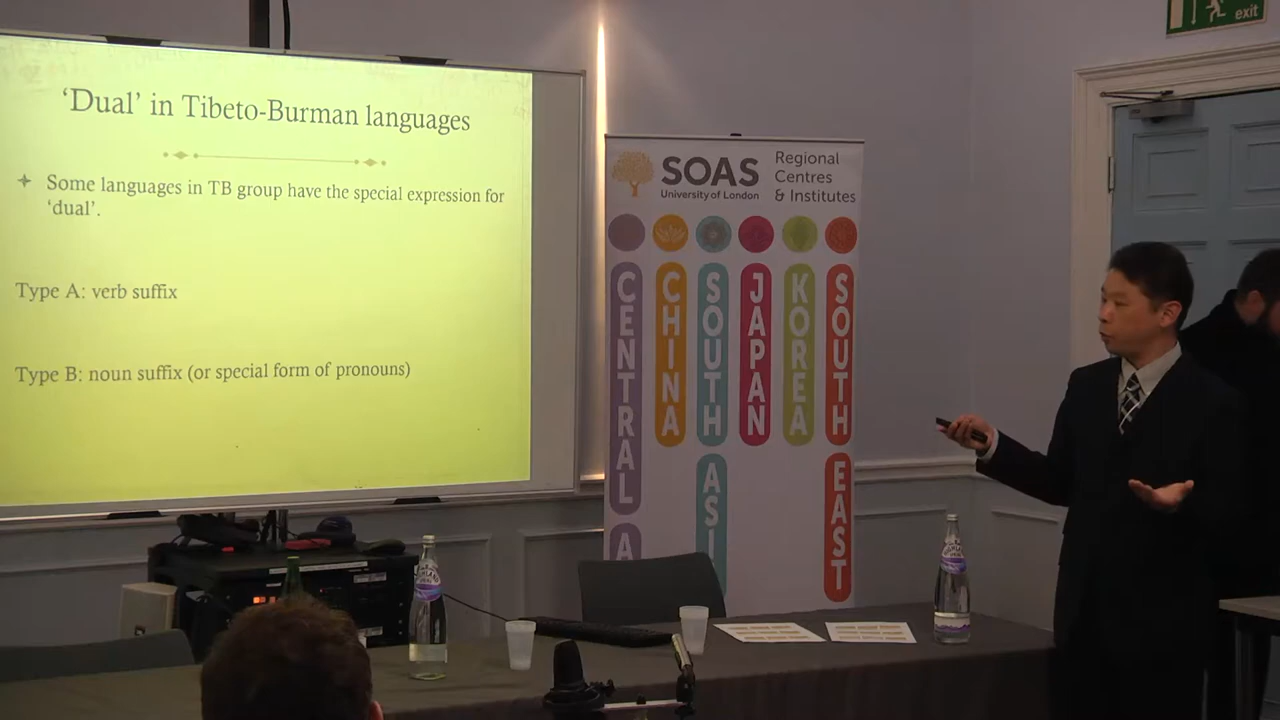 'Dual' in Tibeto-Burman languages
Some languages in TB group have the special expression for
'dual'.
Type A: verb suffix
Type B: noun suffix (or special form of pronouns)
SOAS
University of London
Regional
Centres
& Institutes
CENTRAL A
CHINA
SOUTH ASI
JAPAN
KOREA
SOUTH EAST
exit